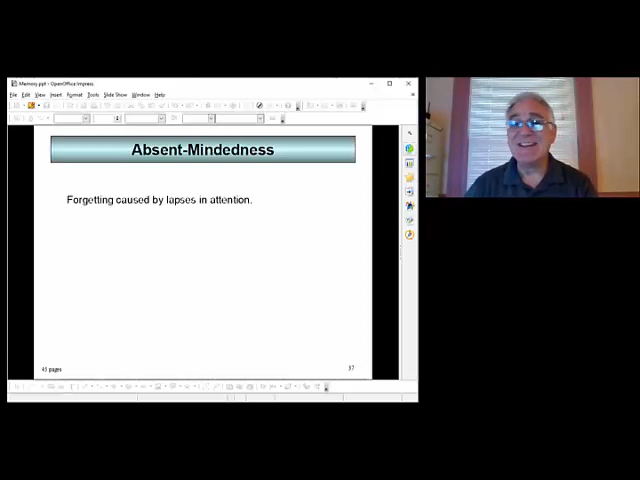 Memory.ppt - OpenOffice Impress
File Edit View Insert Format Tools Slide Show Window Help
Absent-Mindedness
Forgetting caused by lapses in attention.
45 pages
37